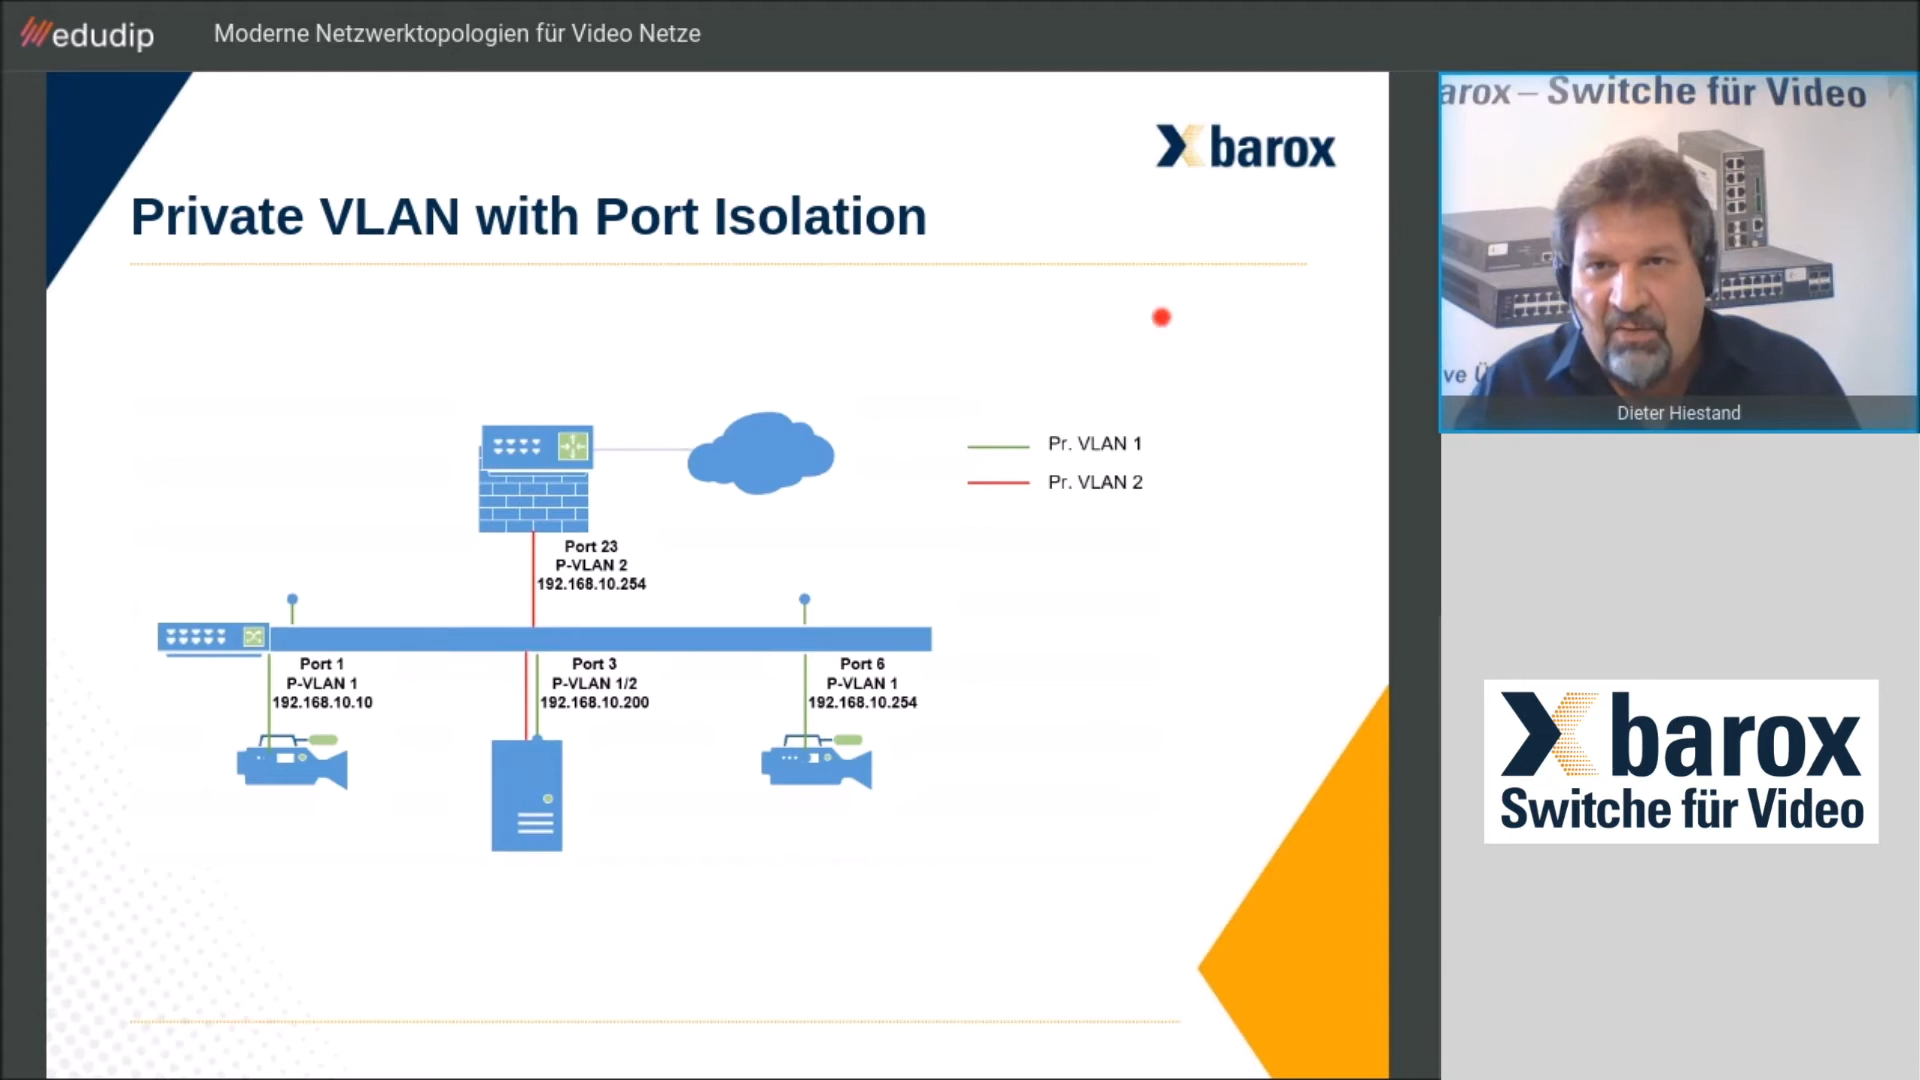 edudip
Moderne Netzwerktopologien für Video Netze
barox
Private VLAN with Port Isolation
Pr. VLAN 1
Pr. VLAN 2
Port 23
P-VLAN 2
192.168.10.254
Port 1
P-VLAN 1
192.168.10.10
Port 3
P-VLAN 1/2
192.168.10.200
Port 6
P-VLAN 1
192.168.10.254
arox – Switche für Video
ve Ü
Dieter Hiestand
barox
Switche für Video